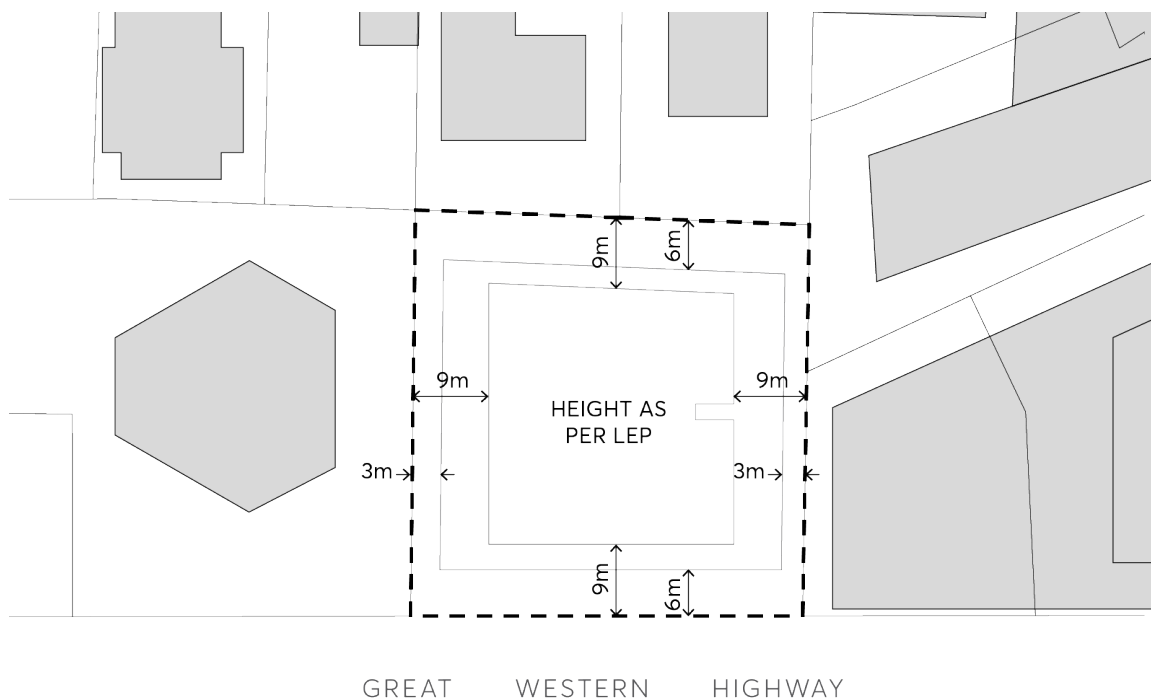 9m
6m
9m
9m
HEIGHT AS
PER LEP
3m
3m
9m
6m
GREAT WESTERN HIGHWAY